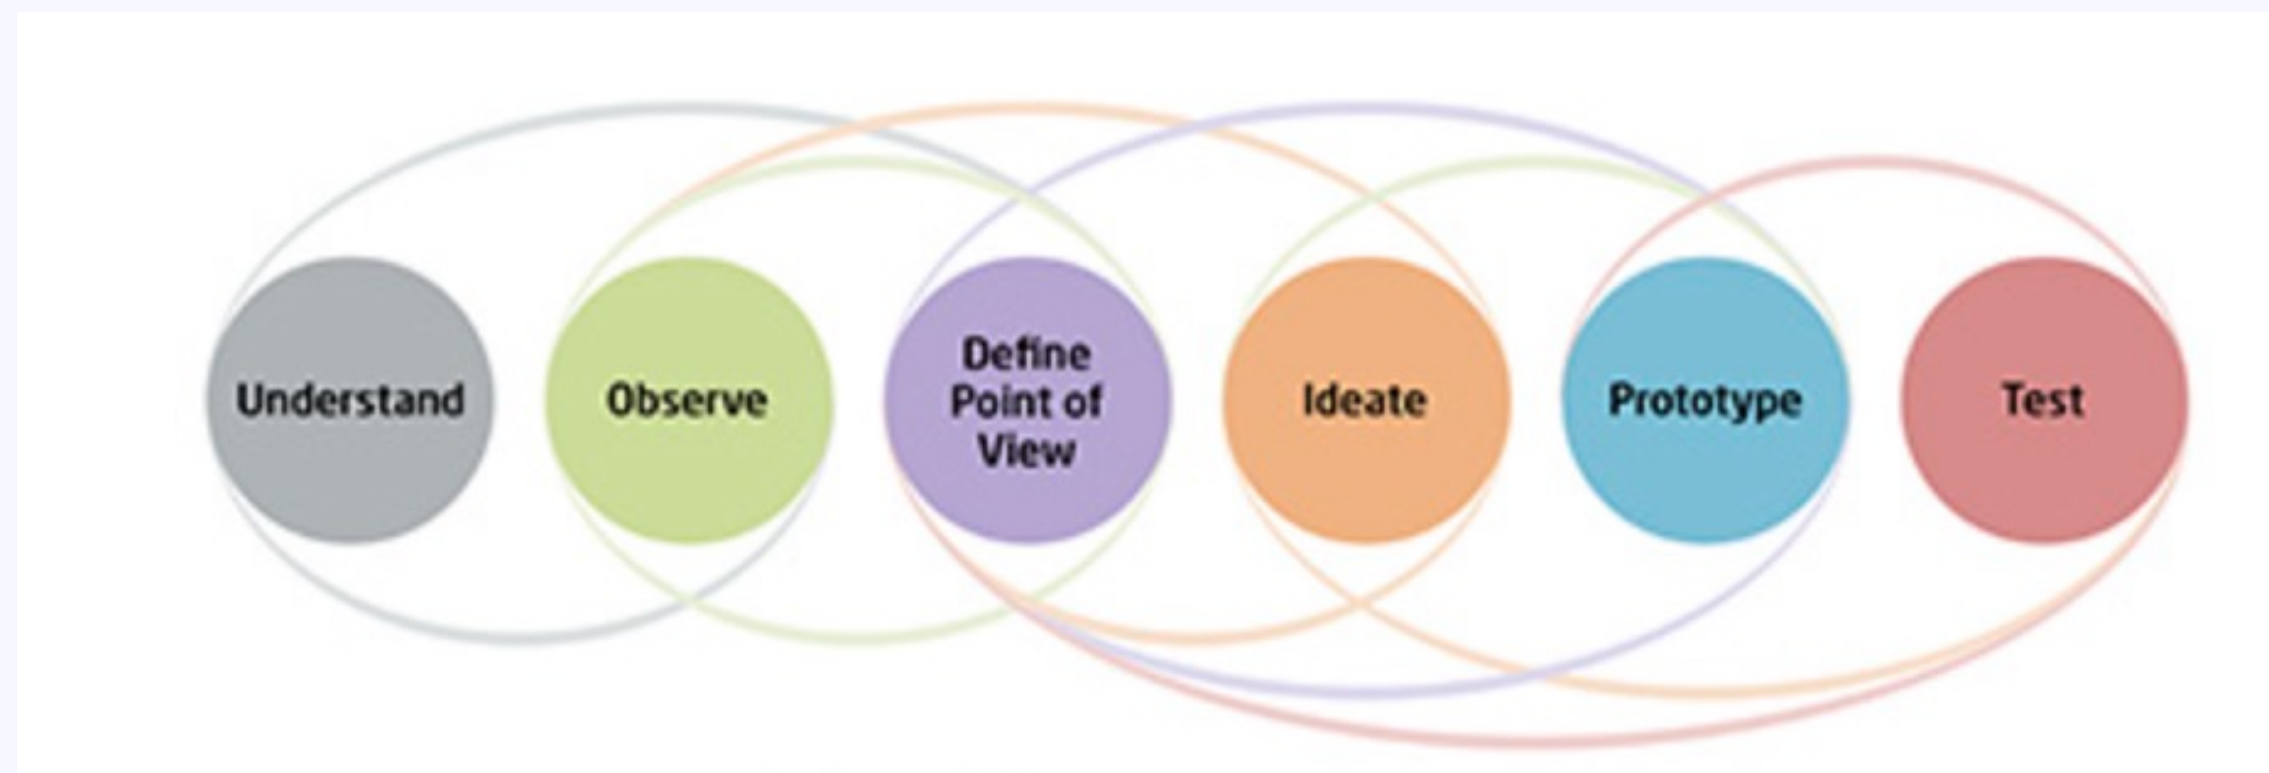 Understand
Observe
Define
Point of
View
Ideate
Prototype
Test